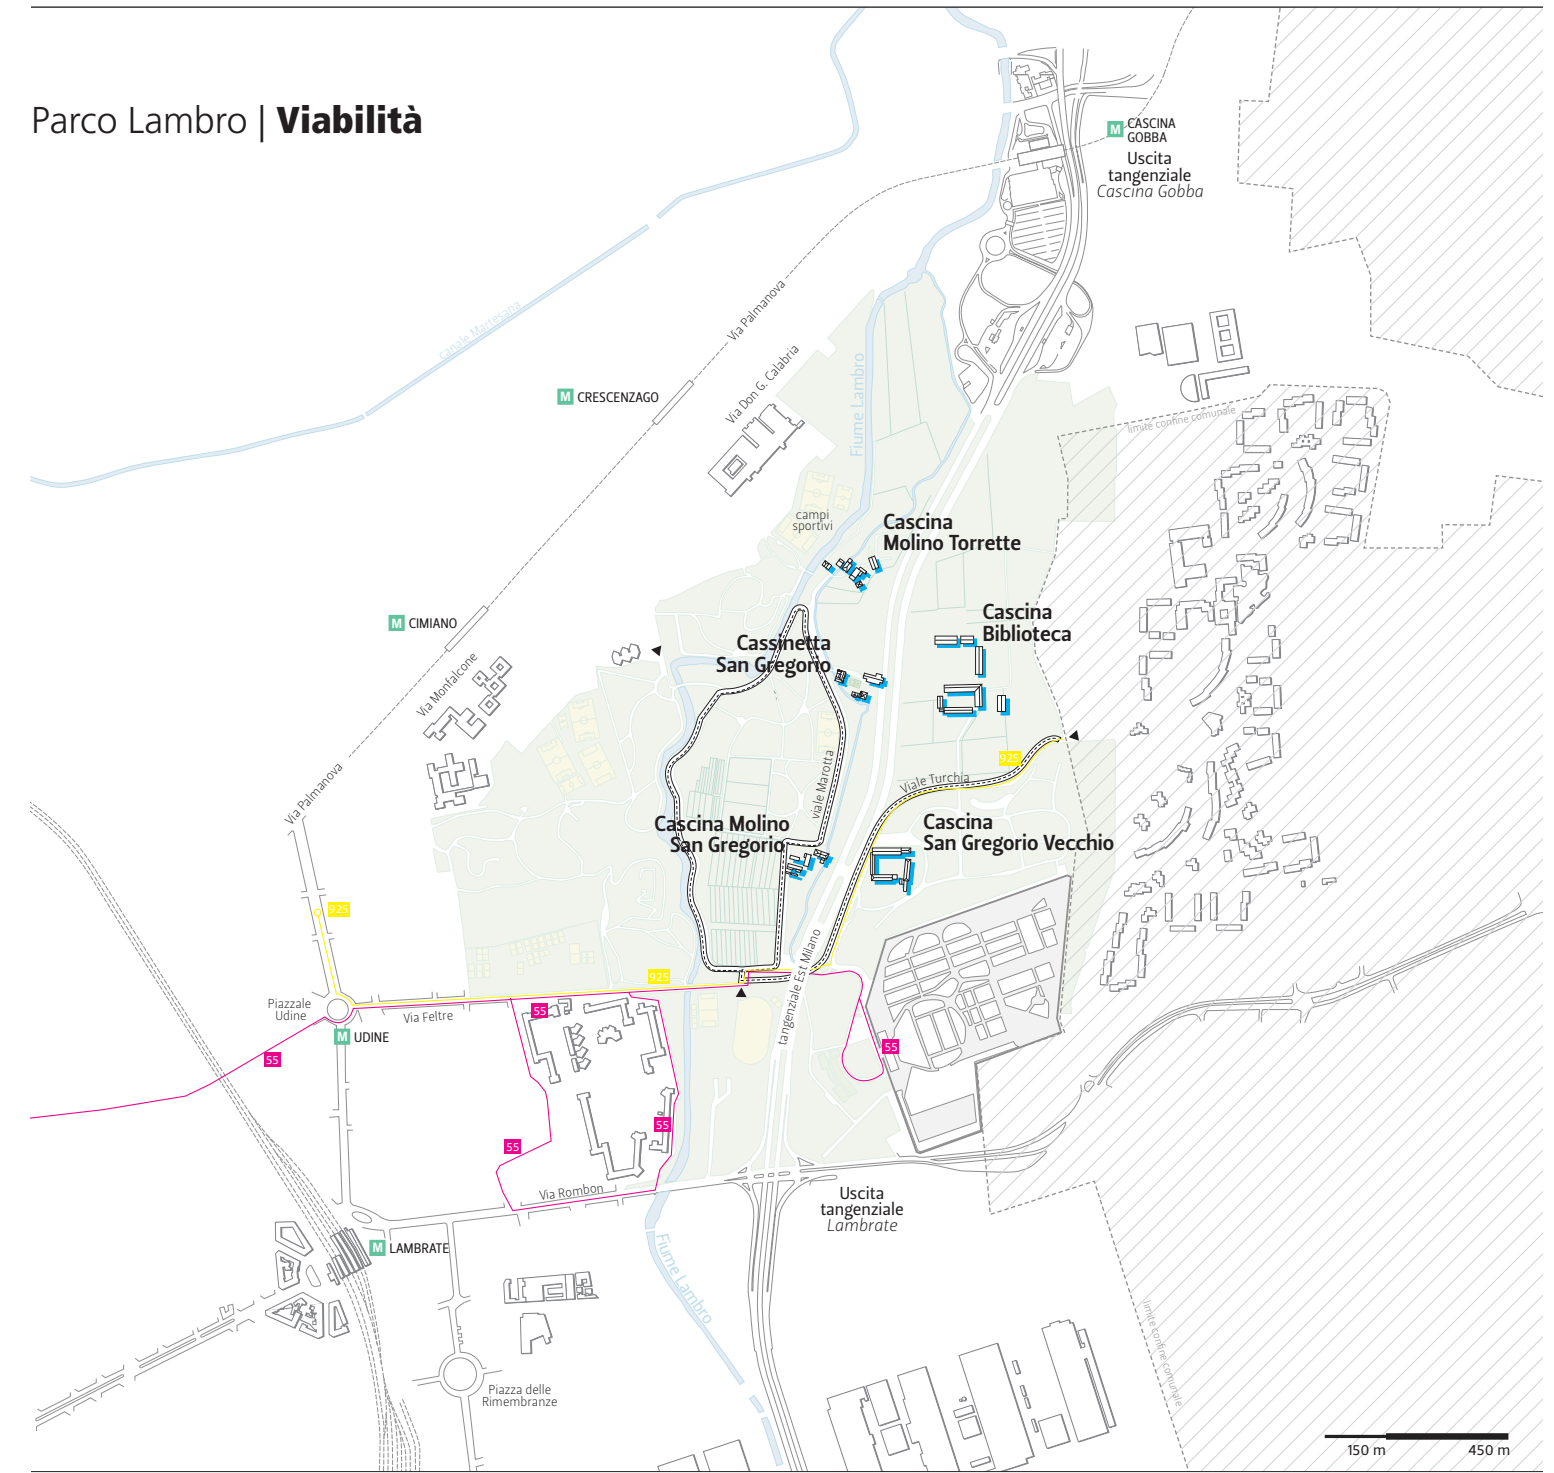 Parco Lambro | Viabilità
M CASCINA
GOBBA
Uscita
tangenziale
Cascina Gobba
canale Martesana
Via Palmanova
Via Don G. Calabria
Fiume Lambro
M CRESCENZAGO
limite confine comunale
campi
sportivi
Cascina
Molino Torrette
Cascina
Biblioteca
M CIMIANO
Cassinetta
San Gregorio
Via Monfalcone
925
Viale Turchia
viale Marotta
Via Palmanova
Cascina Molino
San Gregorio
Cascina
San Gregorio Vecchio
925
tangenziale Est Milano
925
Piazzale
Udine
Via Feltre
55
M UDINE
55
55
55
55
Via Rombon
Uscita
tangenziale
Lambrate
M LAMBRATE
Fiume Lambro
limite confine comunale
Piazza delle
Rimembranze
150 m
450 m